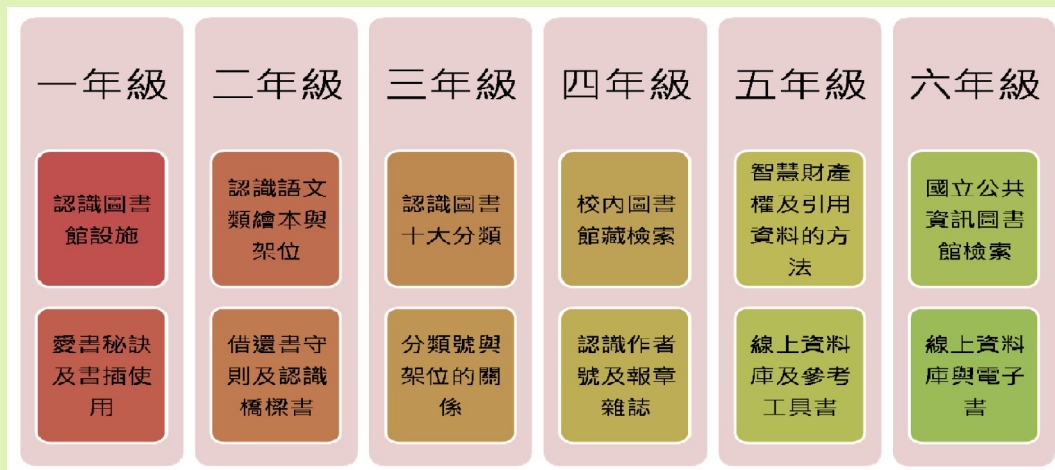 一年級
認識圖書
館設施
愛書秘訣
及書插使
用
二年級
認識語文
類繪本與
架位
借還書守
則及認識
橋樑書
三年級
認識圖書
十大分類
分類號與
架位的關
係
四年級
校內圖書
館藏檢索
認識作者
號及報章
雜誌
五年級
智慧財產
權及引用
資料的方
法
線上資料
庫及參考
工具書
六年級
國立公共
資訊圖書
館檢索
線上資料
庫與電子
書